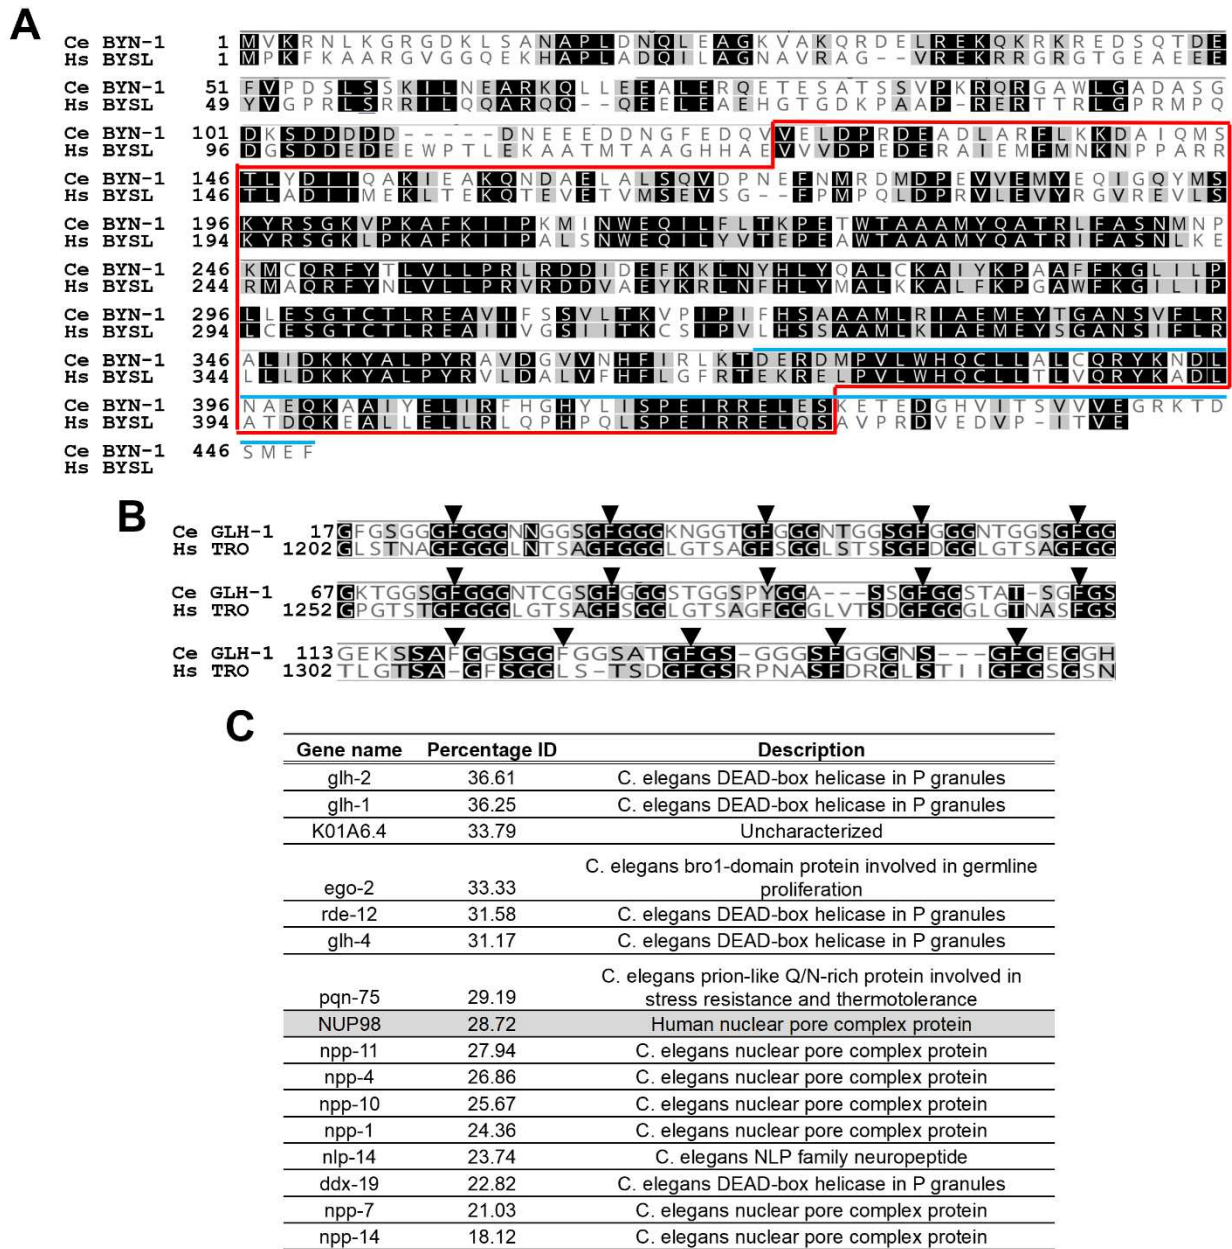 A
Ce BYN-1 1 MVKRNLKGRGDKLSANAPLDNQLEAGKVAKQRDELREKQKRKREDSQTDE
Hs BYSL 1 MPKFKAARGVGGQEKHAPLADQILAGNAVRAG--VREKRRGRGTGEAEEE
Ce BYN-1 51 FVPDSLSSKILNEARKQLLEEALERQETESATSSVPKRQRGAWLGADASG
Hs BYSL 49 YVGPRLSRRILQQARQQ--QEELEAEHGTGDKPAAP-RERTTRLGPRMPQ
Ce BYN-1 101 DKSDDDDDD-----DNEEEDDNGFEDQVVELDPRDEADLARFLKKDAIQMS
Hs BYSL 96 DGSDDEDEEWPTLEKAATMTAAGHHAEVVVDPEDERAIEMFMNKNPPARR
Ce BYN-1 146 TLYDIIQAKIEAKQNDAELALSQVDPNEFNMRDMDPEVVEMYEQIGQYMS
Hs BYSL 146 TLADIIMEKLTEKQTEVETVMSEVSG--FPMPQLDPRVLEVYRGVREVLS
Ce BYN-1 196 KYRSGKVPKAFKIIPKMINWEQILFLTKPETWTAAAMYQATRLFASNMNP
Hs BYSL 194 KYRSGKLPKAFKIIPALSNWEQILYVTEPEAWTAAAMYQATRIFASNLKE
Ce BYN-1 246 KMCQRFYTLVLLPRLRDDIDEFKKLNYHLYQALCKAIYKPAAFFKGLILP
Hs BYSL 244 RMAQRFYNLVLLPRVRDDVAEYKRLNFHLYMALKKALFKPGAWFKGILIP
Ce BYN-1 296 LLESGTCTLREAVIFSSVLTKVPIPIFHSAAAMLRIAEMEYTGANSVFLR
Hs BYSL 294 LCESGTCTLREAIIVGSIITKCSIPVLHSSAAMLKIAEMEYSGANSIFLR
Ce BYN-1 346 ALIDKKYALPYRAVDGVVNHFIRLKTDERDMPVLWHQCLLALCQRYKNDL
Hs BYSL 344 LLLDKKYALPYRVLDALVFHFLGFRTEKRELPVLWHQCLLTLVQRYKADL
Ce BYN-1 396 NAEQKAAIYELIRFHGHYLISPEIRRELESKETEDGHVITSVVVEGRKTD
Hs BYSL 394 ATDQKEALLELLRLQPHPQLSPEIRRELQSAVPRDVEDVP-ITVE
Ce BYN-1 446 SMEF
Hs BYSL
B
Ce GLH-1 17 GFGSGGGFGGGNNGGSGFGGGKNGGTGFGGGNTGGSGFGGGNTGGSGFGG
Hs TRO 1202 GLSTNAGFGGGLNTSAGFGGGLGTSAGFSGGLSTSSGFDGGLGTSAGFGG
Ce GLH-1 67 GKTGGSGFGGGNTCGSGFGGGSTGGSPYGGA---SSGFGGSTAT-SGFGS
Hs TRO 1252 GPGTSTGFGGGLGTSAGFSGGLGTSAGFGGGLVTSDGFGGGLGTNASFGS
Ce GLH-1 113 GEKSSAFGGSGGFGGSATGFGS-GGGSFGGGNS---GFGEGGH
Hs TRO 1302 TLGTSA-GFSGGLS-TSDGFGSRPNASFDRGLSTIIGFGSGSN
C
Gene name Percentage ID Description
glh-2 36.61 C. elegans DEAD-box helicase in P granules
glh-1 36.25 C. elegans DEAD-box helicase in P granules
K01A6.4 33.79 Uncharacterized
ego-2 33.33 C. elegans bro1-domain protein involved in germline
proliferation
rde-12 31.58 C. elegans DEAD-box helicase in P granules
glh-4 31.17 C. elegans DEAD-box helicase in P granules
pqn-75 29.19 C. elegans prion-like Q/N-rich protein involved in
stress resistance and thermotolerance
NUP98 28.72 Human nuclear pore complex protein
npp-11 27.94 C. elegans nuclear pore complex protein
npp-4 26.86 C. elegans nuclear pore complex protein
npp-10 25.67 C. elegans nuclear pore complex protein
npp-1 24.36 C. elegans nuclear pore complex protein
nlp-14 23.74 C. elegans NLP family neuropeptide
ddx-19 22.82 C. elegans DEAD-box helicase in P granules
npp-7 21.03 C. elegans nuclear pore complex protein
npp-14 18.12 C. elegans nuclear pore complex protein